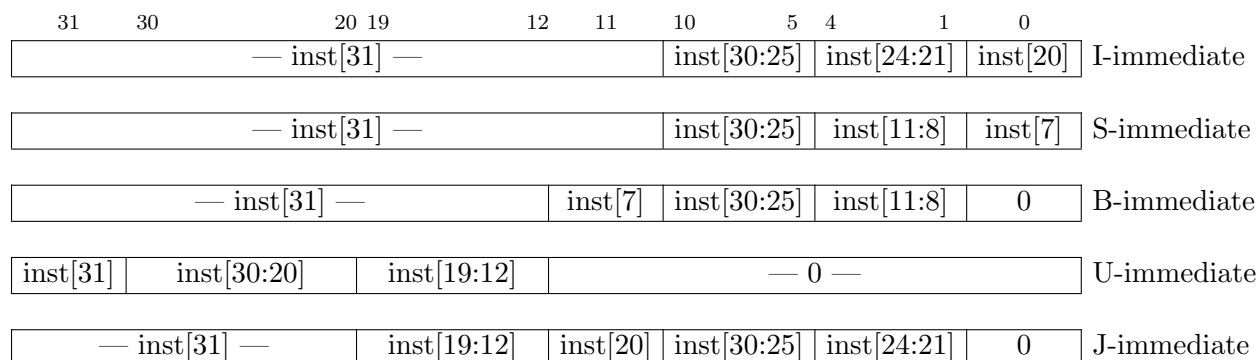 31 30 20 19 12 11 10 5 4 1 0
— inst[31] — inst[30:25] inst[24:21] inst[20] I-immediate
— inst[31] — inst[30:25] inst[11:8] inst[7] S-immediate
— inst[31] — inst[7] inst[30:25] inst[11:8] 0 B-immediate
inst[31] inst[30:20] inst[19:12] — 0 — U-immediate
— inst[31] — inst[19:12] inst[20] inst[30:25] inst[24:21] 0 J-immediate